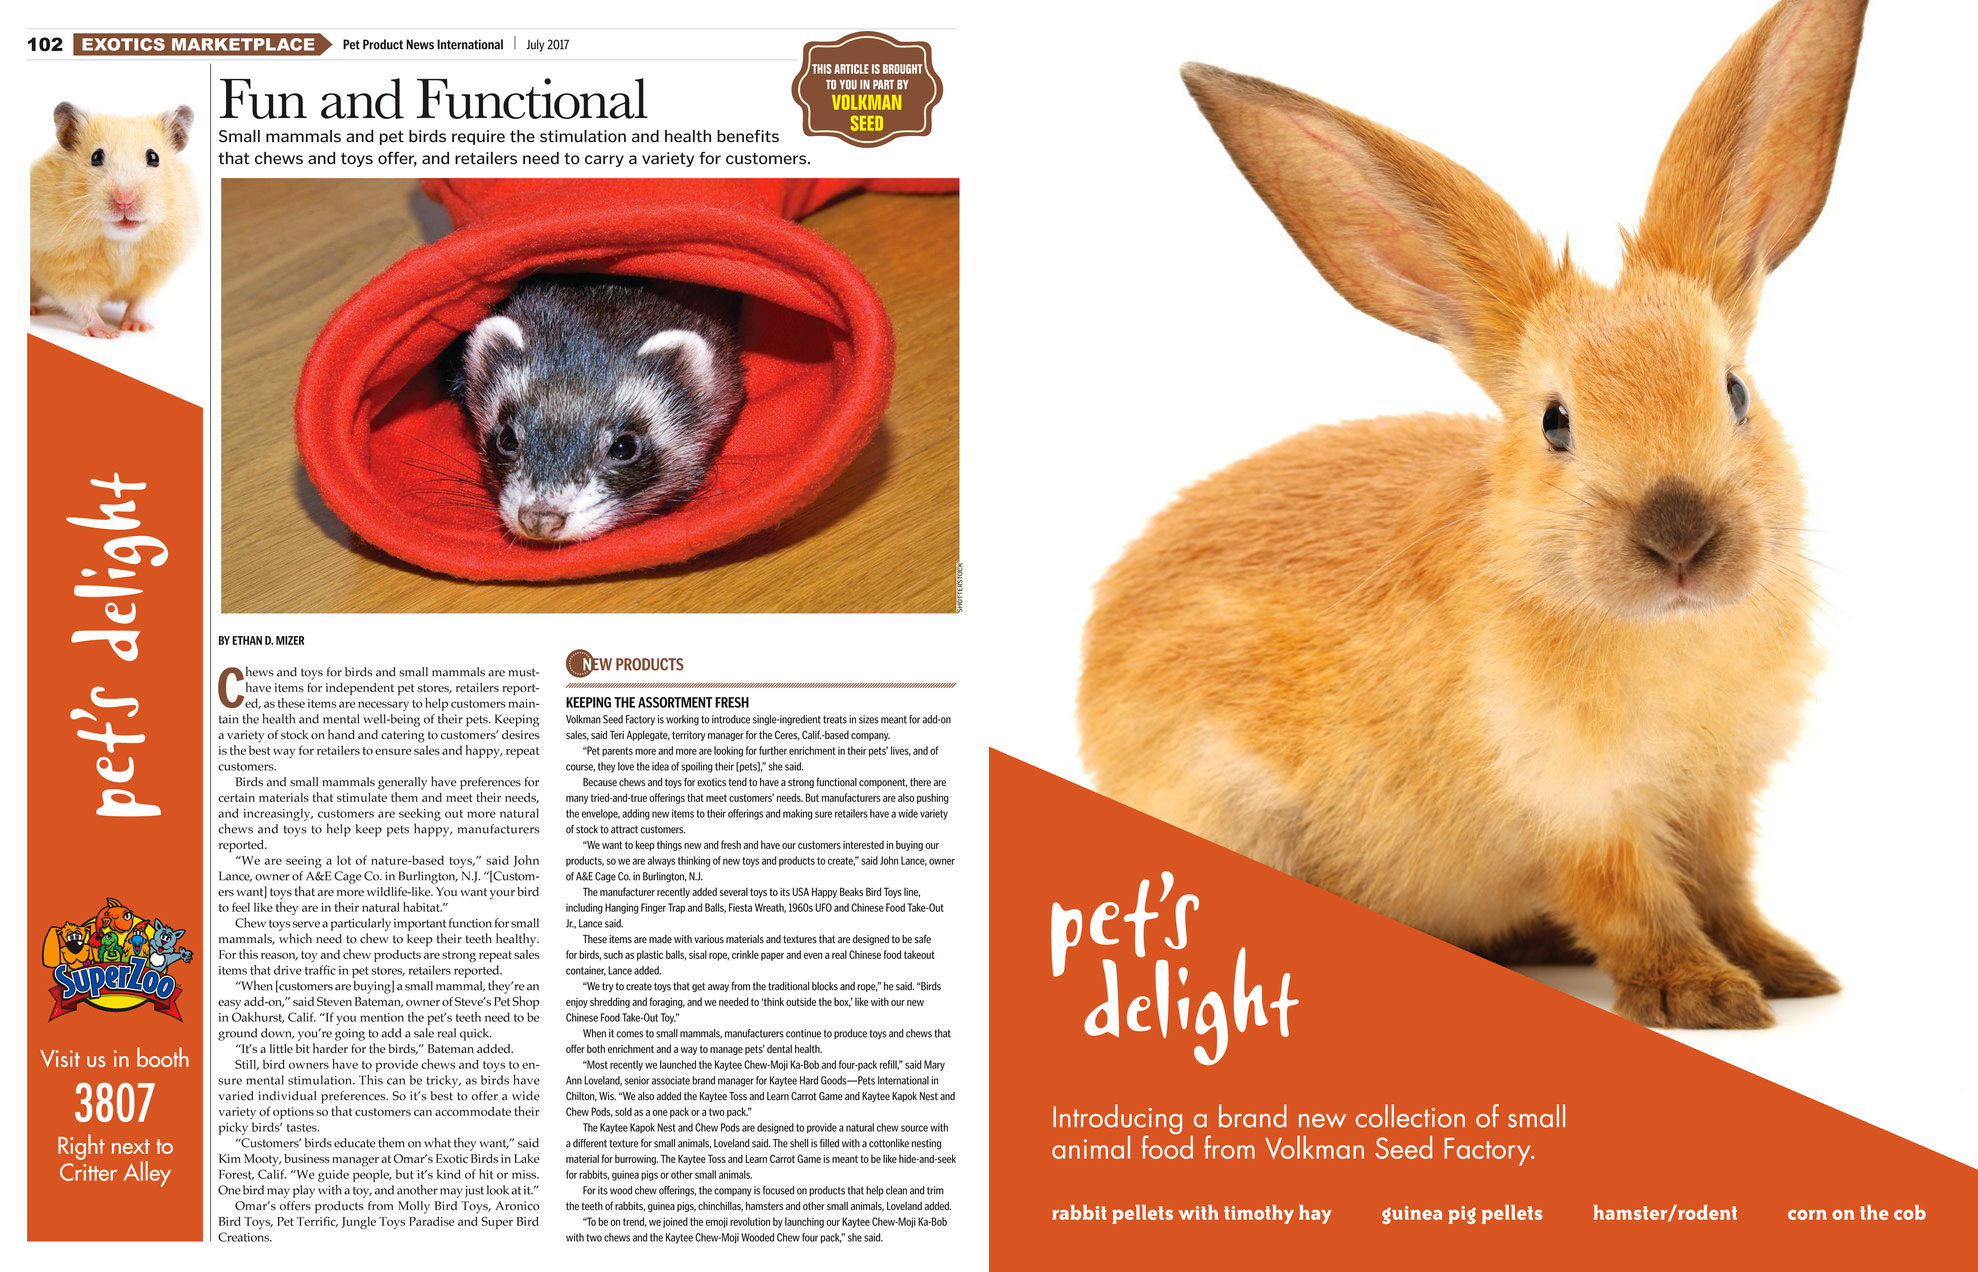 102 EXOTICS MARKETPLACE Pet Product News International | July 2017
THIS ARTICLE IS BROUGHT
TO YOU IN PART BY
VOLKMAN
SEED
Fun and Functional
Small mammals and pet birds require the stimulation and health benefits
that chews and toys offer, and retailers need to carry a variety for customers.
SHUTTERSTOCK
pet's delight
SuperZoo
Visit us in booth
3807
Right next to
Critter Alley
BY ETHAN D. MIZER
Chews and toys for birds and small mammals are must-
have items for independent pet stores, retailers report-
ed, as these items are necessary to help customers main-
tain the health and mental well-being of their pets. Keeping
a variety of stock on hand and catering to customers' desires
is the best way for retailers to ensure sales and happy, repeat
customers.
Birds and small mammals generally have preferences for
certain materials that stimulate them and meet their needs,
and increasingly, customers are seeking out more natural
chews and toys to help keep pets happy, manufacturers
reported.
“We are seeing a lot of nature-based toys,” said John
Lance, owner of A&E Cage Co. in Burlington, N.J. “[Custom-
ers want] toys that are more wildlife-like. You want your bird
to feel like they are in their natural habitat.”
Chew toys serve a particularly important function for small
mammals, which need to chew to keep their teeth healthy.
For this reason, toy and chew products are strong repeat sales
items that drive traffic in pet stores, retailers reported.
“When [customers are buying] a small mammal, they're an
easy add-on,” said Steven Bateman, owner of Steve's Pet Shop
in Oakhurst, Calif. “If you mention the pet's teeth need to be
ground down, you're going to add a sale real quick.
“It's a little bit harder for the birds,” Bateman added.
Still, bird owners have to provide chews and toys to en-
sure mental stimulation. This can be tricky, as birds have
varied individual preferences. So it's best to offer a wide
variety of options so that customers can accommodate their
picky birds' tastes.
“Customers' birds educate them on what they want,” said
Kim Mooty, business manager at Omar's Exotic Birds in Lake
Forest, Calif. “We guide people, but it's kind of hit or miss.
One bird may play with a toy, and another may just look at it.”
Omar's offers products from Molly Bird Toys, Aronico
Bird Toys, Pet Terrific, Jungle Toys Paradise and Super Bird
Creations.
NEW PRODUCTS
KEEPING THE ASSORTMENT FRESH
Volkman Seed Factory is working to introduce single-ingredient treats in sizes meant for add-on
sales, said Teri Applegate, territory manager for the Ceres, Calif.-based company.
“Pet parents more and more are looking for further enrichment in their pets' lives, and of
course, they love the idea of spoiling their [pets],” she said.
Because chews and toys for exotics tend to have a strong functional component, there are
many tried-and-true offerings that meet customers' needs. But manufacturers are also pushing
the envelope, adding new items to their offerings and making sure retailers have a wide variety
of stock to attract customers.
“We want to keep things new and fresh and have our customers interested in buying our
products, so we are always thinking of new toys and products to create,” said John Lance, owner
of A&E Cage Co. in Burlington, N.J.
The manufacturer recently added several toys to its USA Happy Beaks Bird Toys line,
including Hanging Finger Trap and Balls, Fiesta Wreath, 1960s UFO and Chinese Food Take-Out
Jr., Lance said.
These items are made with various materials and textures that are designed to be safe
for birds, such as plastic balls, sisal rope, crinkle paper and even a real Chinese food takeout
container, Lance added.
“We try to create toys that get away from the traditional blocks and rope,” he said. “Birds
enjoy shredding and foraging, and we needed to ‘think outside the box,’ like with our new
Chinese Food Take-Out Toy.”
When it comes to small mammals, manufacturers continue to produce toys and chews that
offer both enrichment and a way to manage pets' dental health.
“Most recently we launched the Kaytee Chew-Moji Ka-Bob and four-pack refill,” said Mary
Ann Loveland, senior associate brand manager for Kaytee Hard Goods—Pets International in
Chilton, Wis. “We also added the Kaytee Toss and Learn Carrot Game and Kaytee Kapok Nest and
Chew Pods, sold as a one pack or a two pack.”
The Kaytee Kapok Nest and Chew Pods are designed to provide a natural chew source with
a different texture for small animals, Loveland said. The shell is filled with a cottonlike nesting
material for burrowing. The Kaytee Toss and Learn Carrot Game is meant to be like hide-and-seek
for rabbits, guinea pigs or other small animals.
For its wood chew offerings, the company is focused on products that help clean and trim
the teeth of rabbits, guinea pigs, chinchillas, hamsters and other small animals, Loveland added.
“To be on trend, we joined the emoji revolution by launching our Kaytee Chew-Moji Ka-Bob
with two chews and the Kaytee Chew-Moji Wooded Chew four pack,” she said.
pet's
delight
Introducing a brand new collection of small
animal food from Volkman Seed Factory.
rabbit pellets with timothy hay guinea pig pellets hamster/rodent corn on the cob